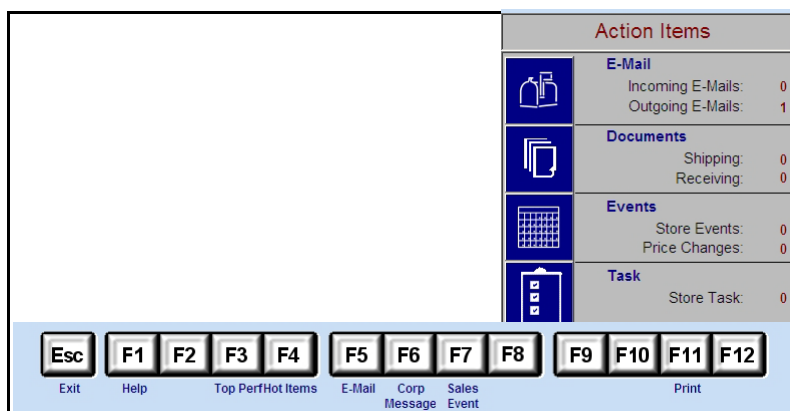 Action Items
E-Mail
Incoming E-Mails: 0
Outgoing E-Mails: 1
Documents
Shipping: 0
Receiving: 0
Events
Store Events: 0
Price Changes: 0
Task
Store Task: 0
Esc F1 F2 F3 F4 F5 F6 F7 F8 F9 F10 F11 F12
Exit Help Top Perf Hot Items E-Mail Corp Sales Print
Message Event